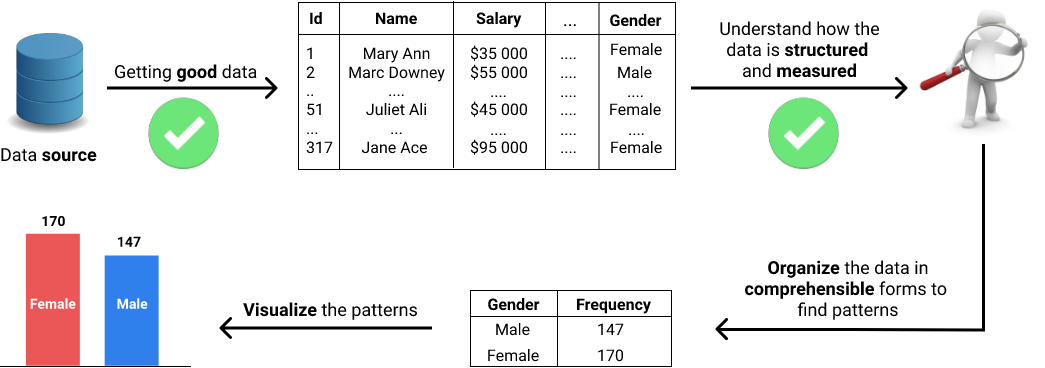 Data source
Getting good data
Id Name Salary ... Gender
1 Mary Ann $35 000 .... Female
2 Marc Downey $55 000 .... Male
.. .... .... .... ....
51 Juliet Ali $45 000 .... Female
... ... .... .... ....
317 Jane Ace $95 000 .... Female
Understand how the
data is structured
and measured
Organize the data in
comprehensible forms to
find patterns
Gender Frequency
Male 147
Female 170
Visualize the patterns
170
147
Female
Male